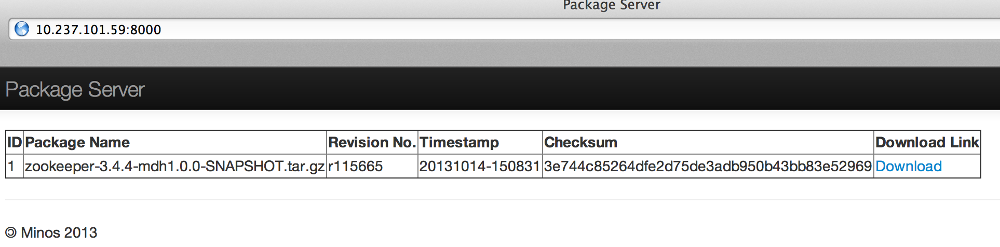 Package Server
10.237.101.59:8000
Package Server
ID Package Name Revision No. Timestamp Checksum Download Link
1 zookeeper-3.4.4-mdh1.0.0-SNAPSHOT.tar.gz r115665 20131014-150831 3e744c85264dfe2d75de3adb950b43bb83e52969 Download
🄯 Minos 2013